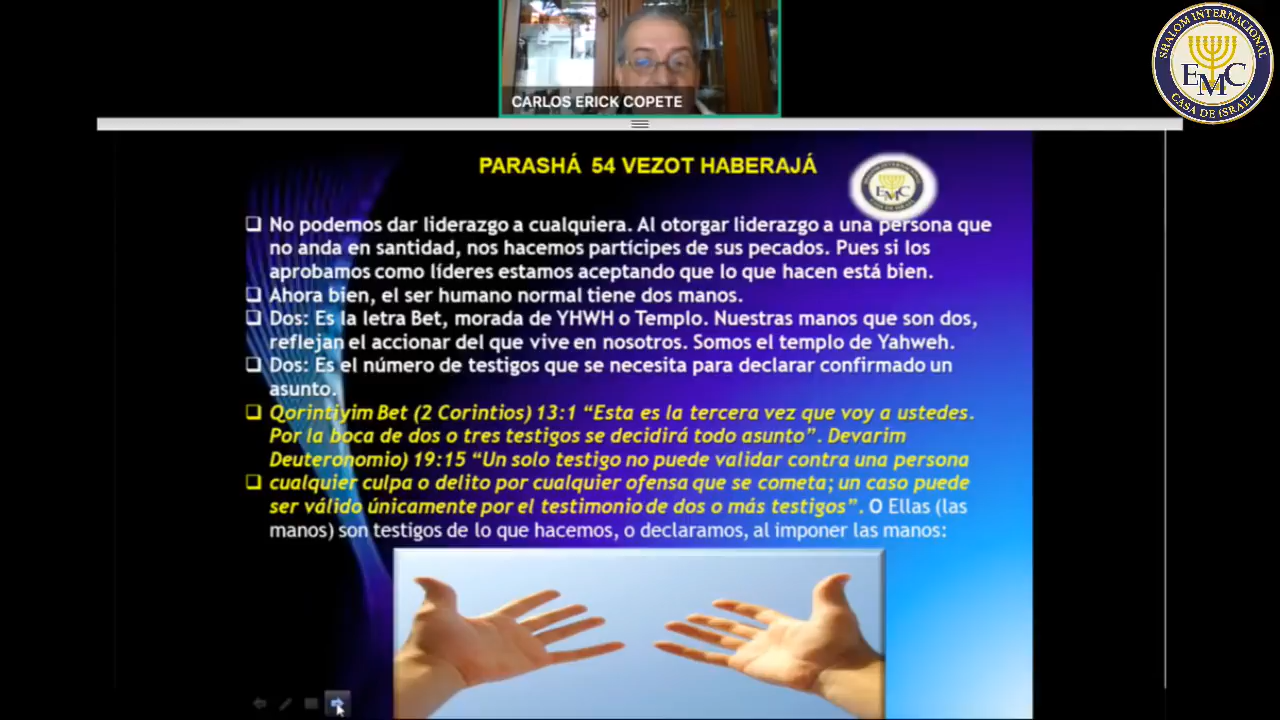 SHALOM INTERNACIONAL
EMC
CASA DE ISRAEL
CARLOS ERICK COPETE
PARASHÁ 54 VEZOT HABERAJÁ
EMC
❑ No podemos dar liderazgo a cualquiera. Al otorgar liderazgo a una persona que
no anda en santidad, nos hacemos partícipes de sus pecados. Pues si los
aprobamos como líderes estamos aceptando que lo que hacen está bien.
❑ Ahora bien, el ser humano normal tiene dos manos.
❑ Dos: Es la letra Bet, morada de YHWH o Templo. Nuestras manos que son dos,
reflejan el accionar del que vive en nosotros. Somos el templo de Yahweh.
❑ Dos: Es el número de testigos que se necesita para declarar confirmado un
asunto.
❑ Qorintiyim Bet (2 Corintios) 13:1 “Esta es la tercera vez que voy a ustedes.
Por la boca de dos o tres testigos se decidirá todo asunto”. Devarim
Deuteronomio) 19:15 “Un solo testigo no puede validar contra una persona
❑ cualquier culpa o delito por cualquier ofensa que se cometa; un caso puede
ser válido únicamente por el testimonio de dos o más testigos”. O Ellas (las
manos) son testigos de lo que hacemos, o declaramos, al imponer las manos: